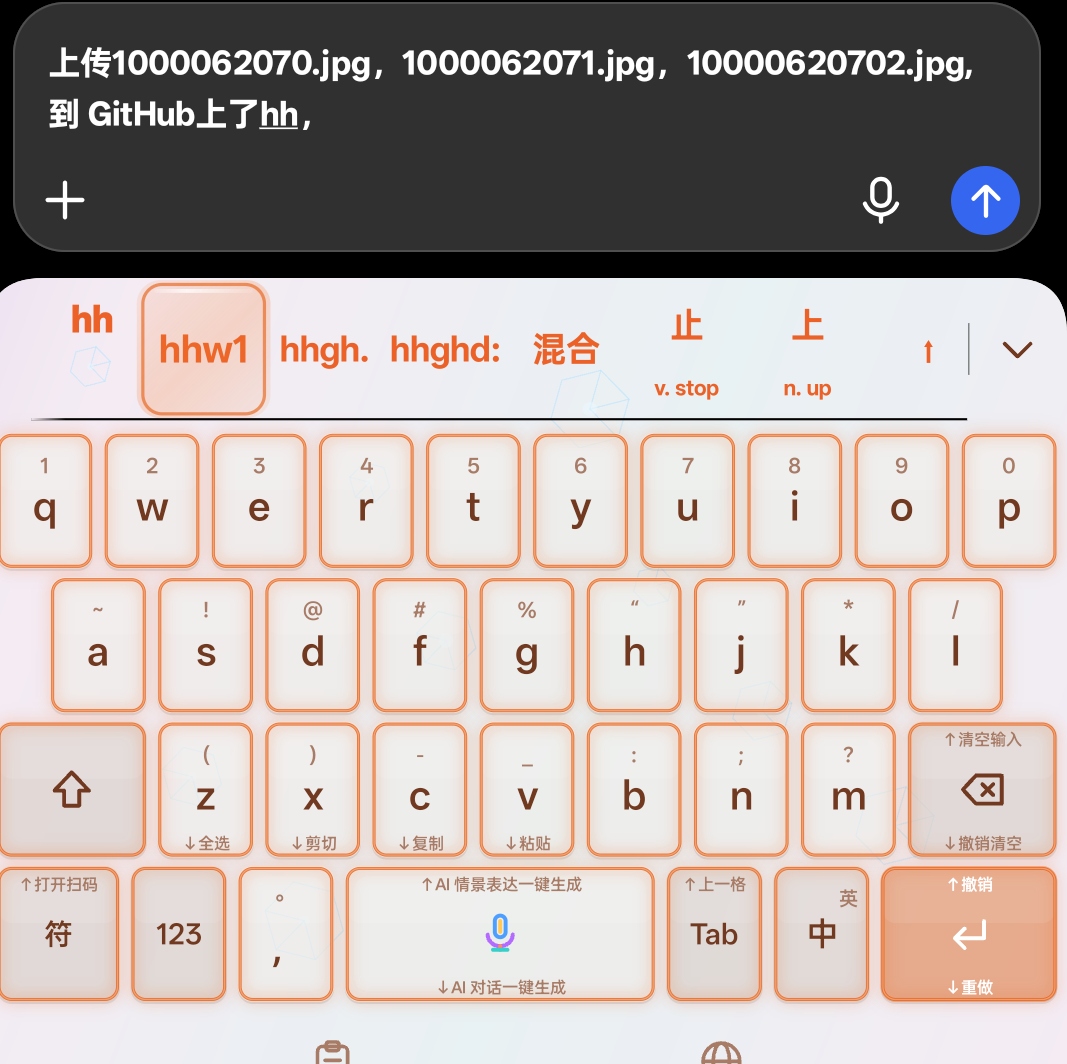 上传1000062070.jpg，1000062071.jpg，10000620702.jpg,
到 GitHub上了hh，
hh hhw1 hhgh. hhghd: 混合 止 上 ↑
v. stop n. up
1 2 3 4 5 6 7 8 9 0
q w e r t y u i o p
~ ! @ # % “ ” * /
a s d f g h j k l
( ) - _ : ; ? ↑清空输入
z x c v b n m
↓全选 ↓剪切 ↓复制 ↓粘贴 ↓撤销清空
↑打开扫码 。 ↑AI 情景表达一键生成 ↑上一格 英 ↑撤销
符 123 , Tab 中
↓AI 对话一键生成 ↓重做